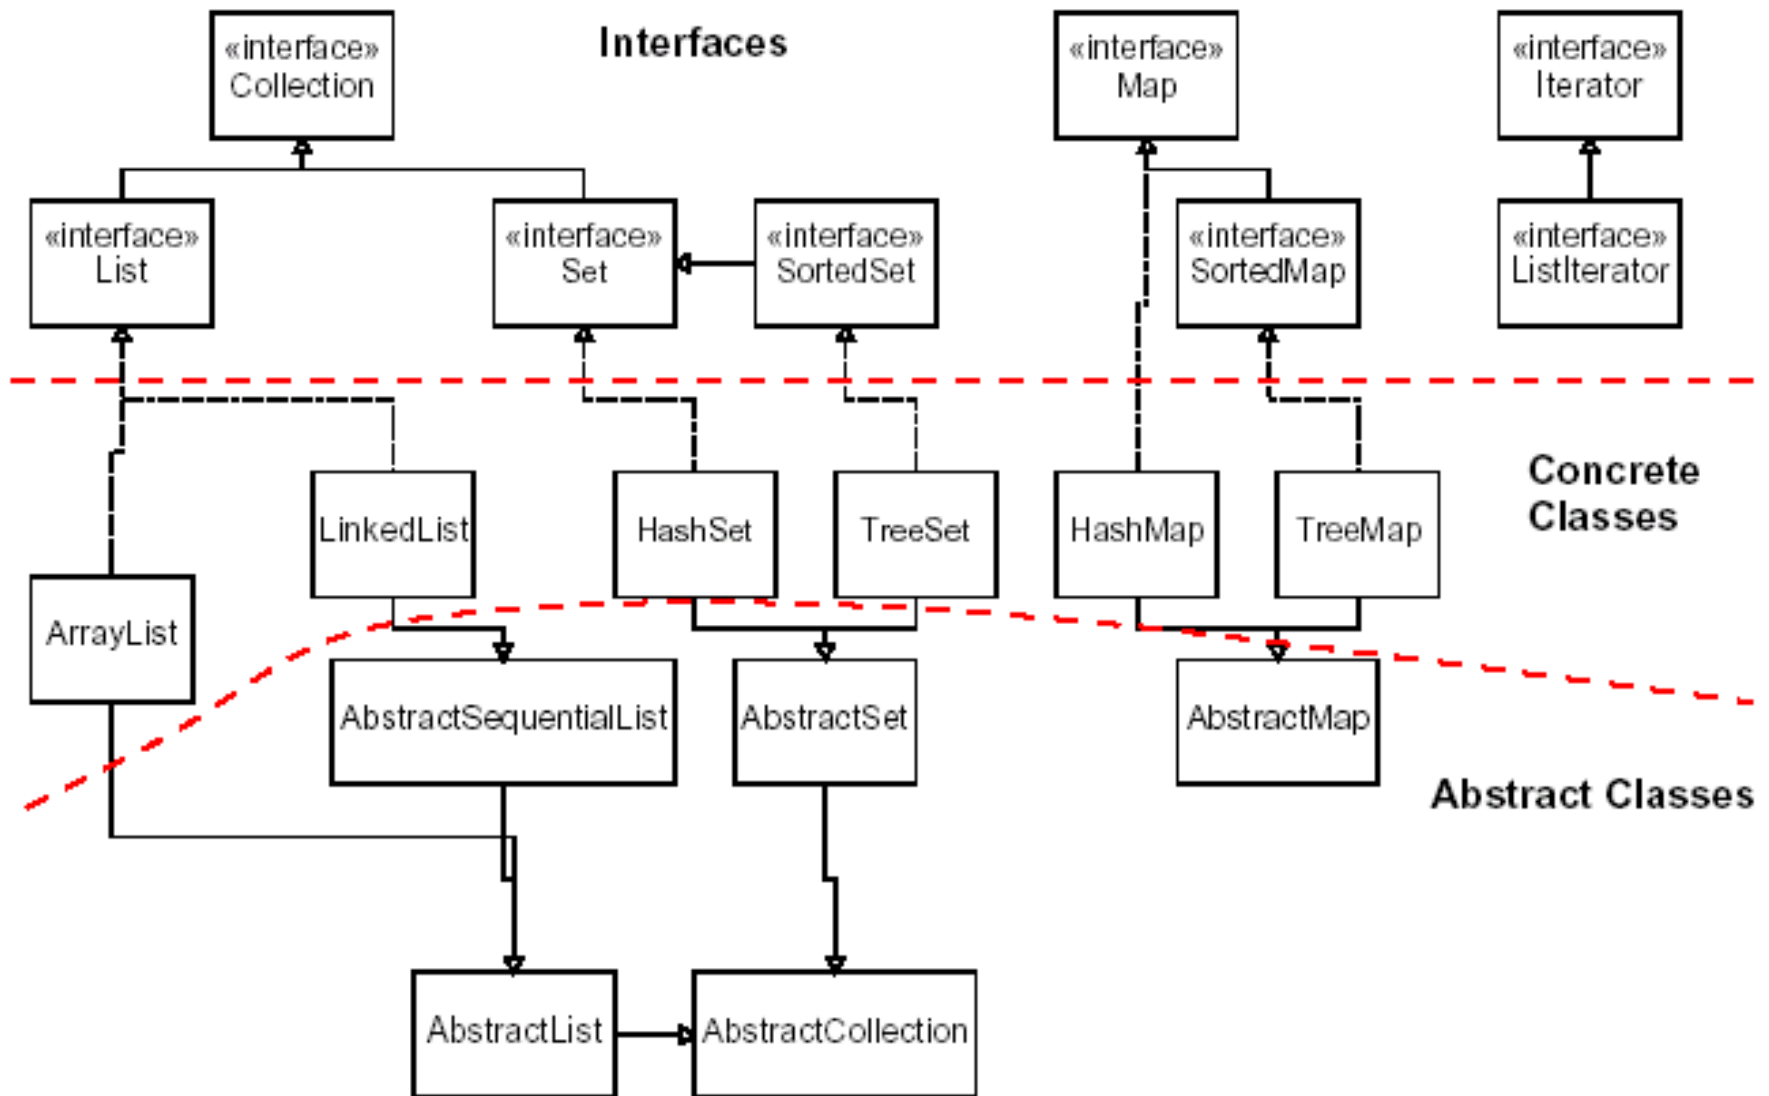 «interface»
Collection
Interfaces
«interface»
Map
«interface»
Iterator
«interface»
List
«interface»
Set
«interface»
SortedSet
«interface»
SortedMap
«interface»
ListIterator
Concrete
Classes
LinkedList
HashSet
TreeSet
HashMap
TreeMap
ArrayList
AbstractSequentialList
AbstractSet
AbstractMap
Abstract Classes
AbstractList
AbstractCollection